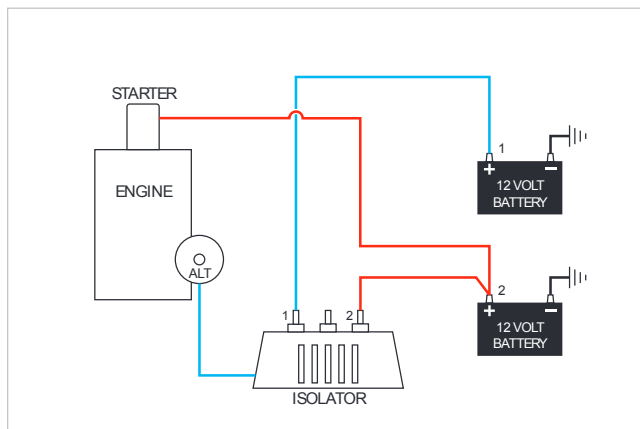 STARTER
ENGINE
ALT
1
12 VOLT
BATTERY
2
12 VOLT
BATTERY
1
2
ISOLATOR